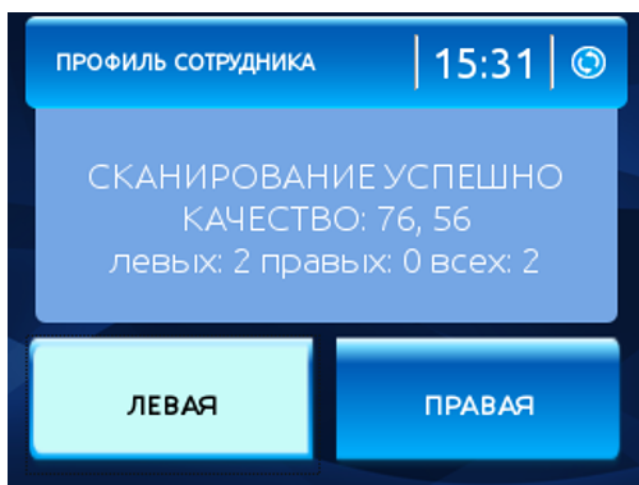 ПРОФИЛЬ СОТРУДНИКА
15:31
СКАНИРОВАНИЕ УСПЕШНО
КАЧЕСТВО: 76, 56
левых: 2 правых: 0 всех: 2
ЛЕВАЯ
ПРАВАЯ